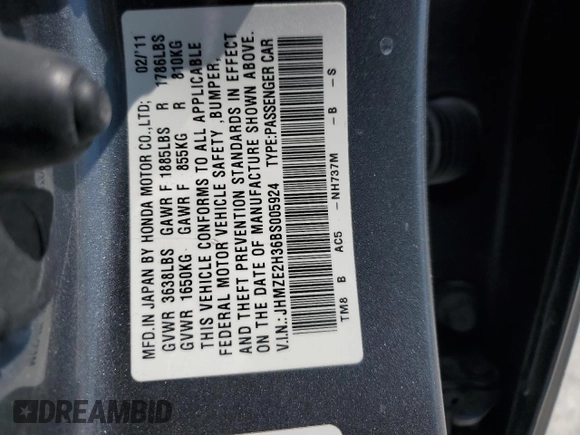 MFD.IN JAPAN BY HONDA MOTOR CO.,LTD; 02/'11
GVWR 3638LBS GAWR F 1885LBS R 1786LBS
GVWR 1650KG GAWR F 855KG R 810KG
THIS VEHICLE CONFORMS TO ALL APPLICABLE
FEDERAL MOTOR VEHICLE SAFETY ,BUMPER,
AND THEFT PREVENTION STANDARDS IN EFFECT
ON THE DATE OF MANUFACTURE SHOWN ABOVE.
V.I.N.:JHMZE2H36BS005924 TYPE:PASSENGER CAR
TM8 B AC5 -NH737M -B -S
DREAMBID